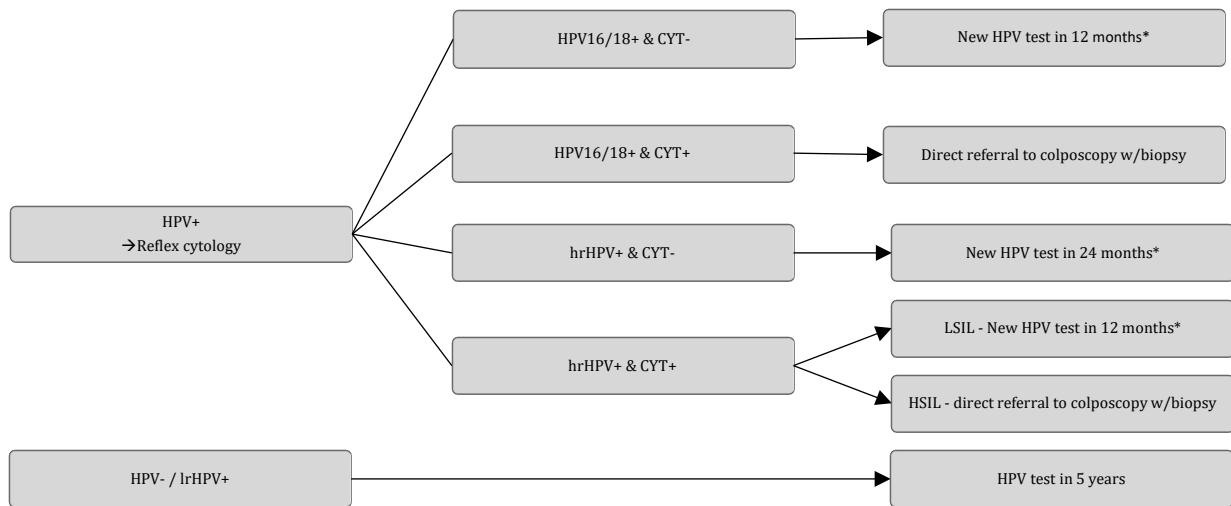 HPV16/18+ & CYT-
New HPV test in 12 months*
HPV16/18+ & CYT+
Direct referral to colposcopy w/biopsy
HPV+
→Reflex cytology
hrHPV+ & CYT-
New HPV test in 24 months*
hrHPV+ & CYT+
LSIL - New HPV test in 12 months*
HSIL - direct referral to colposcopy w/biopsy
HPV- / lrHPV+
HPV test in 5 years